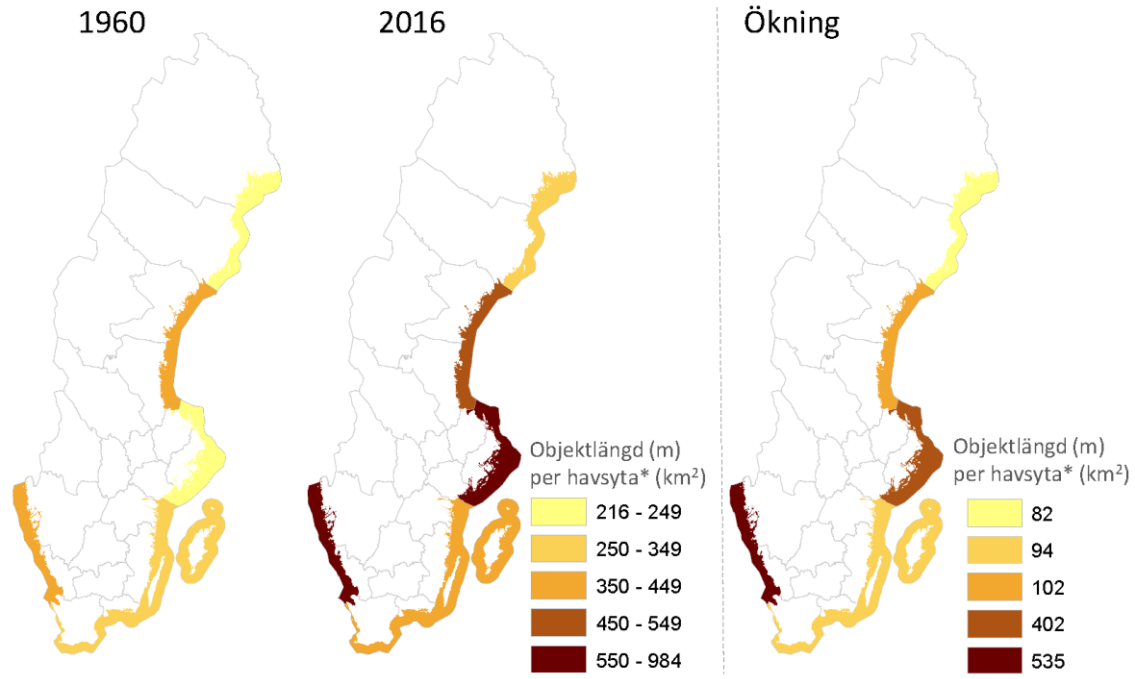 1960
2016
Ökning
Objektlängd (m)
per havsyta* (km²)
216 - 249
250 - 349
350 - 449
450 - 549
550 - 984
Objektlängd (m)
per havsyta* (km²)
82
94
102
402
535